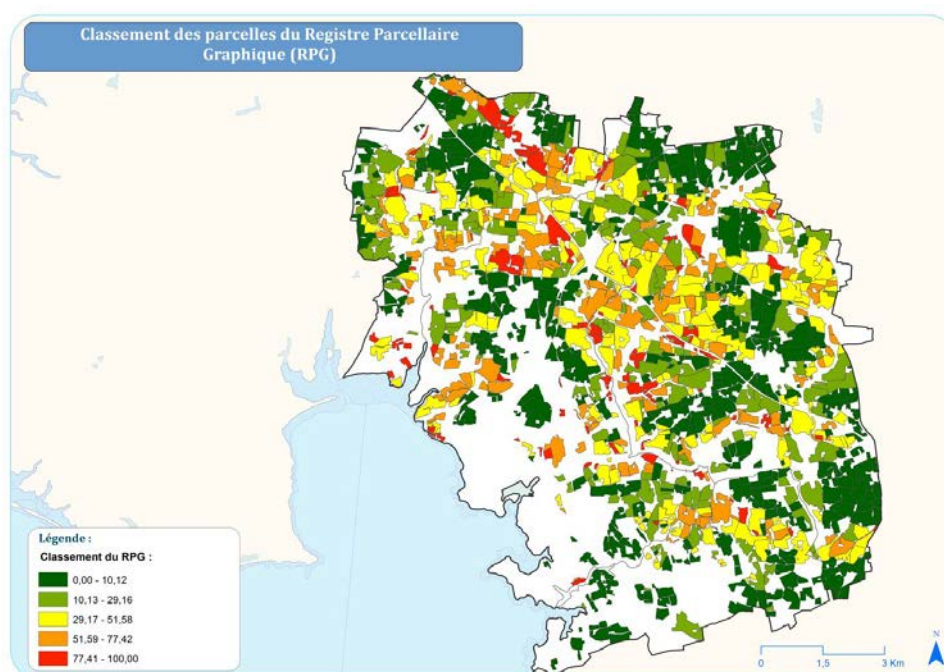 Classement des parcelles du Registre Parcellaire
Graphique (RPG)
Légende :
Classement du RPG :
0,00 - 10,12
10,13 - 29,16
29,17 - 51,58
51,59 - 77,42
77,41 - 100,00
N
0 1,5 3 Km